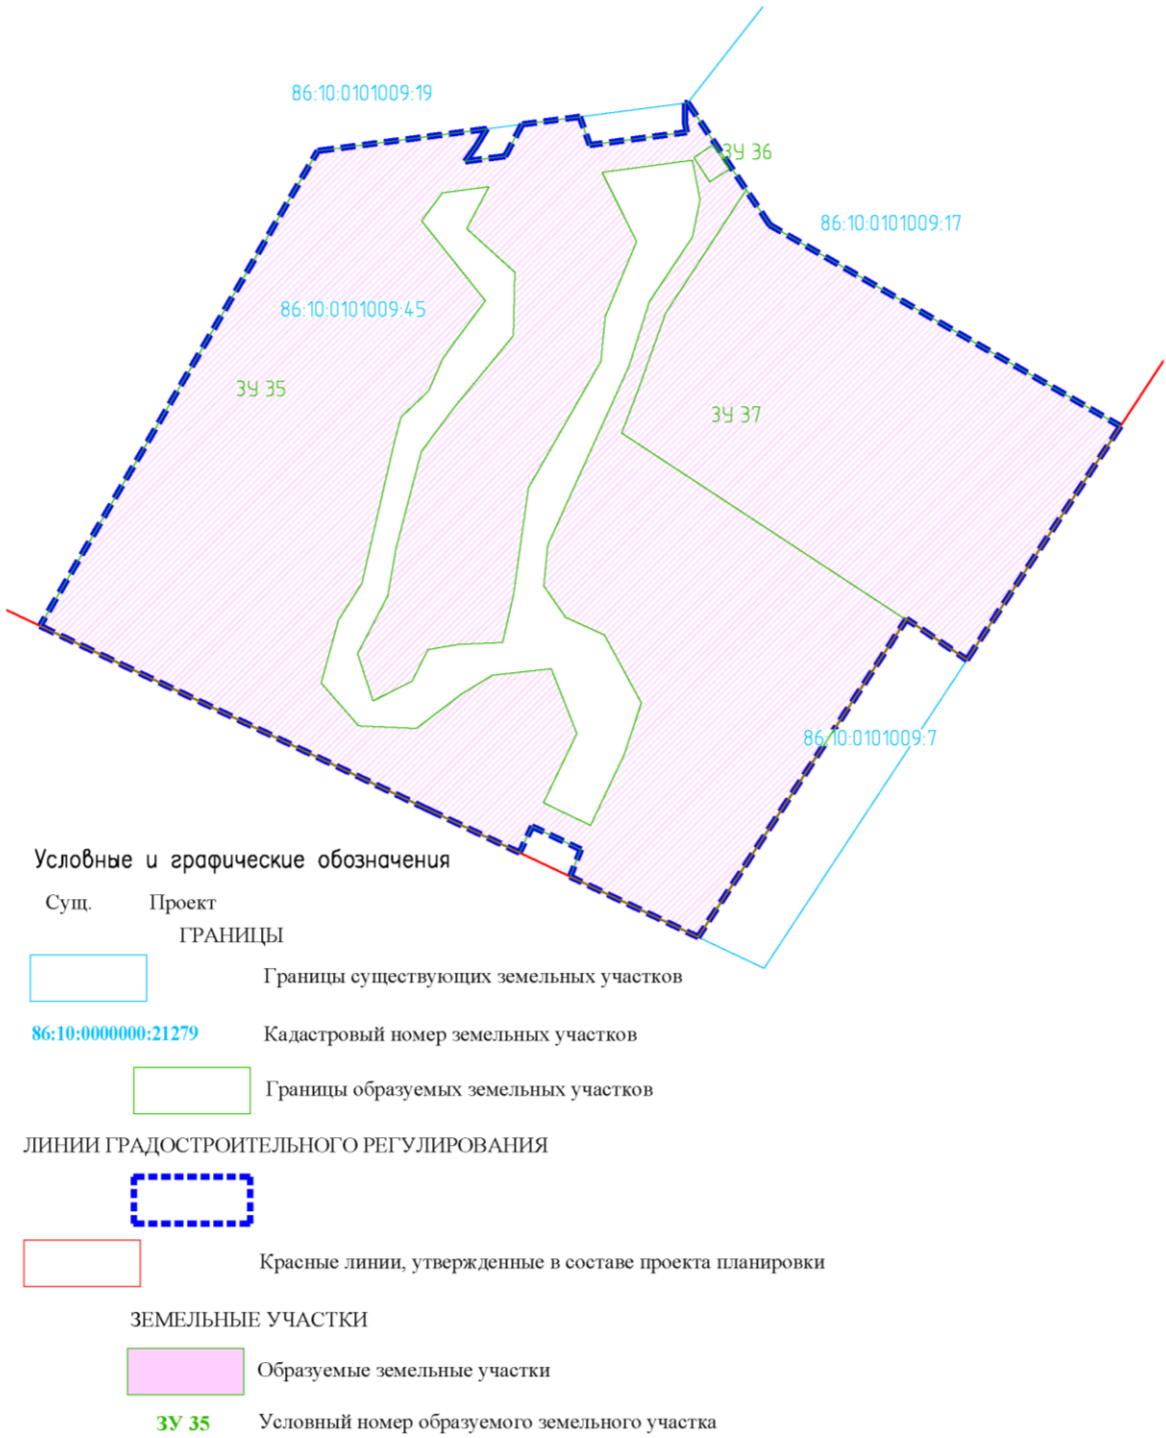 86:10:0101009:19
ЗУ 36
86:10:0101009:17
86:10:0101009:45
ЗУ 35
ЗУ 37
86:10:0101009:7
Условные и графические обозначения
Сущ. Проект
ГРАНИЦЫ
Границы существующих земельных участков
86:10:0000000:21279 Кадастровый номер земельных участков
Границы образуемых земельных участков
ЛИНИИ ГРАДОСТРОИТЕЛЬНОГО РЕГУЛИРОВАНИЯ
Красные линии, утвержденные в составе проекта планировки
ЗЕМЕЛЬНЫЕ УЧАСТКИ
Образуемые земельные участки
ЗУ 35 Условный номер образуемого земельного участка